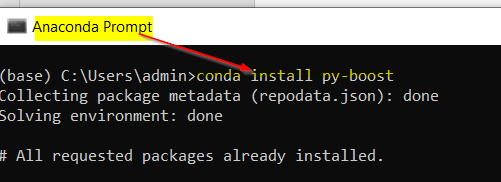 Anaconda Prompt
(base) C:\Users\admin>conda install py-boost
Collecting package metadata (repodata.json): done
Solving environment: done
# All requested packages already installed.